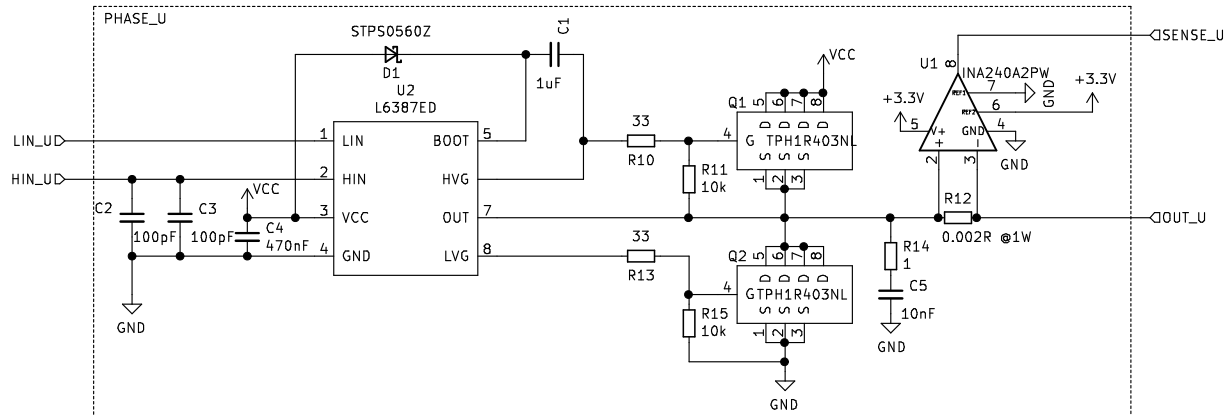 PHASE_U
STPS0560Z
D1
C1
1uF
U2
L6387ED
LIN_U
HIN_U
1 LIN
2 HIN
3 VCC
4 GND
BOOT 5
HVG
OUT 7
LVG 8
C2
100pF
C3
100pF
VCC
C4
470nF
GND
33
R10
R11
10k
33
R13
R15
10k
VCC
Q1
5 6 7 8
D D D D
4 G TPH1R403NL
S S S
1 2 3
Q2
5 6 7 8
D D D D
4 GTPH1R403NL
S S S
1 2 3
GND
R14
1
C5
10nF
GND
R12
0.002R @1W
U1
INA240A2PW
8
+3.3V
5 V+
REF1 7
GND
REF2 6
+3.3V
GND 4
GND
+ -
2 3
SENSE_U
OUT_U